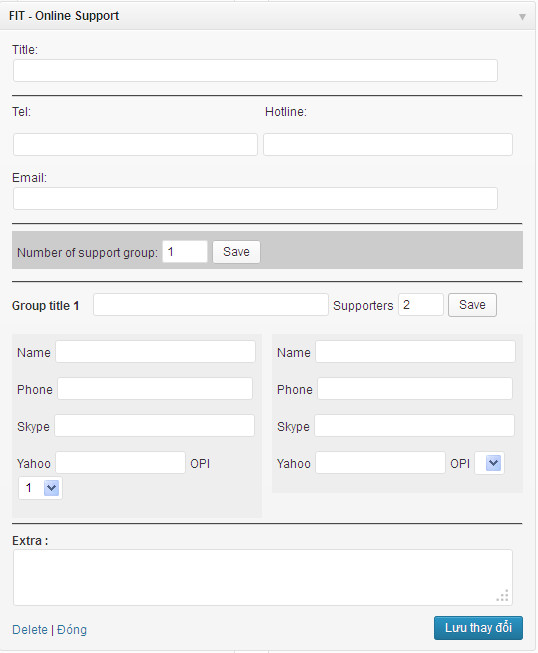 FIT - Online Support
Title:
Tel: Hotline:
Email:
Number of support group: 1 Save
Group title 1 Supporters 2 Save
Name Name
Phone Phone
Skype Skype
Yahoo OPI Yahoo OPI
1
Extra :
Delete | Đóng Lưu thay đổi